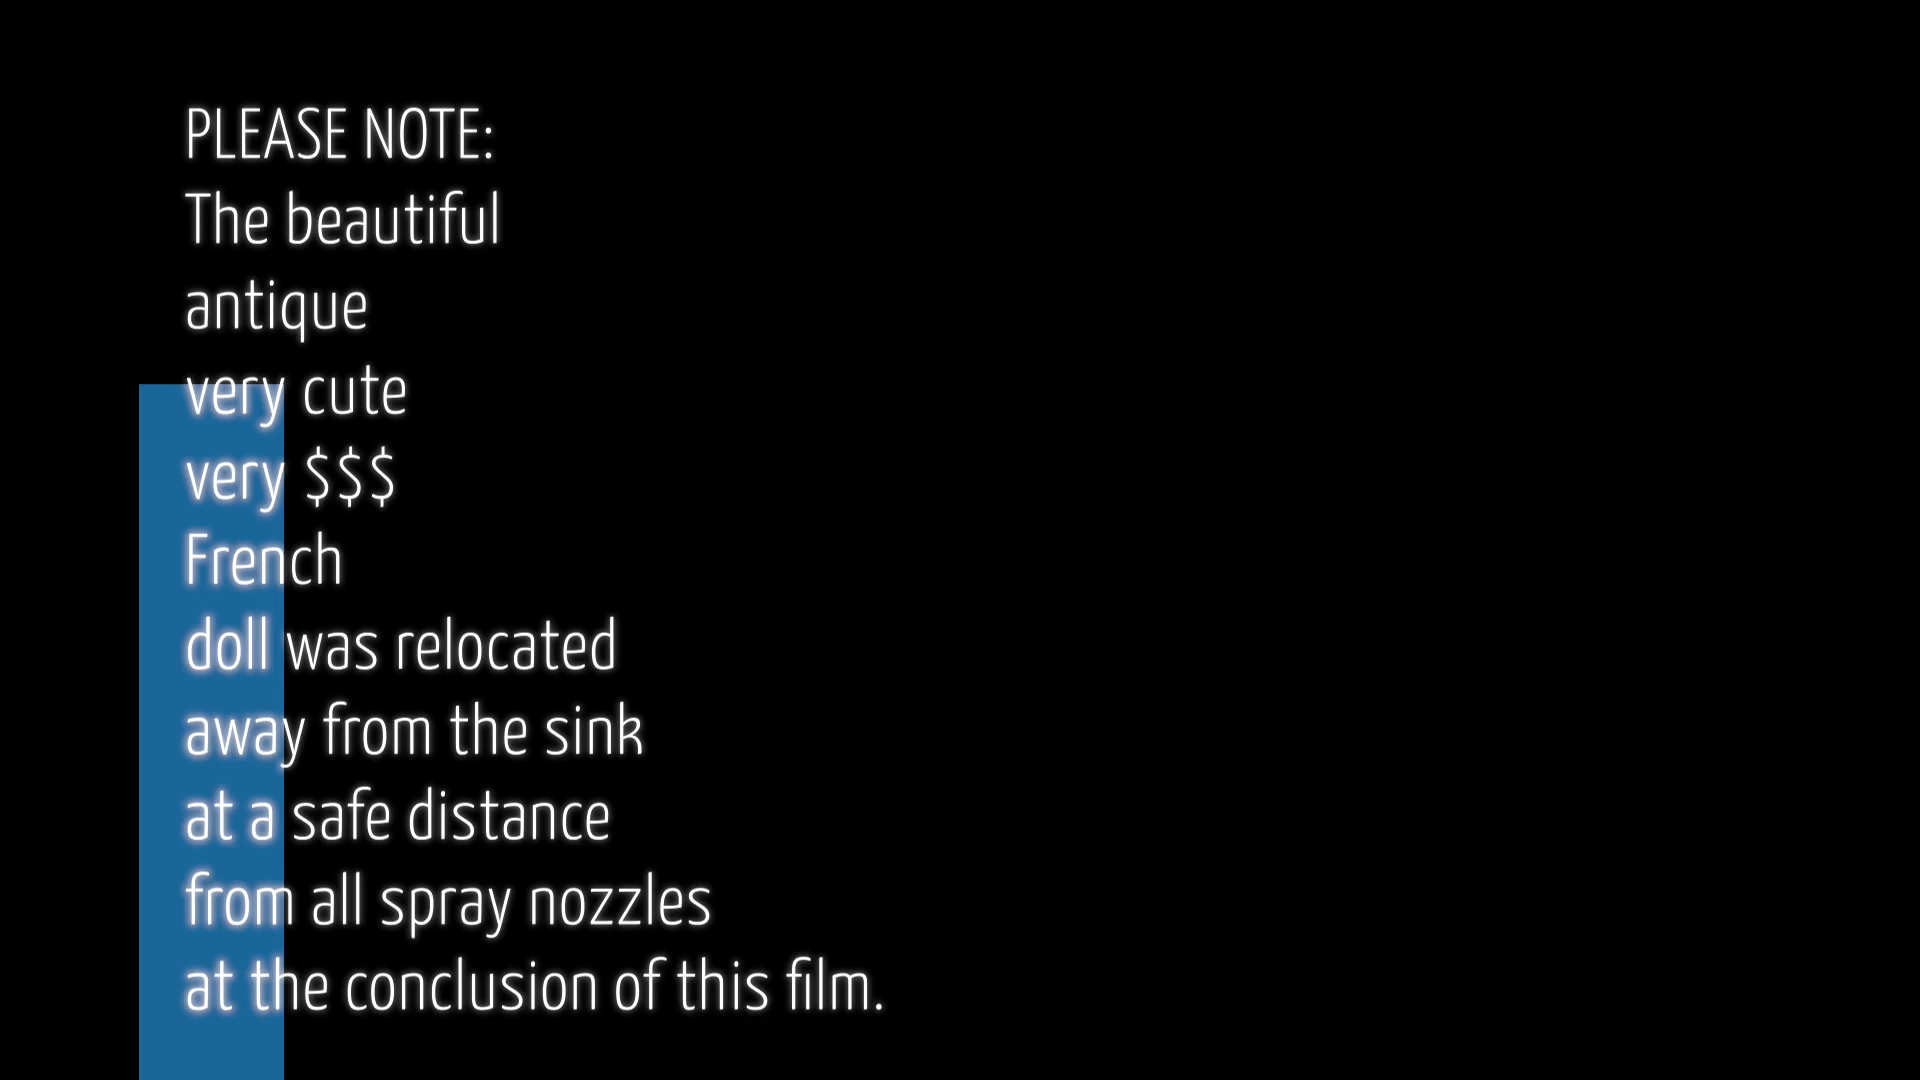 PLEASE NOTE:
The beautiful
antique
very cute
very $$$
French
doll was relocated
away from the sink
at a safe distance
from all spray nozzles
at the conclusion of this film.